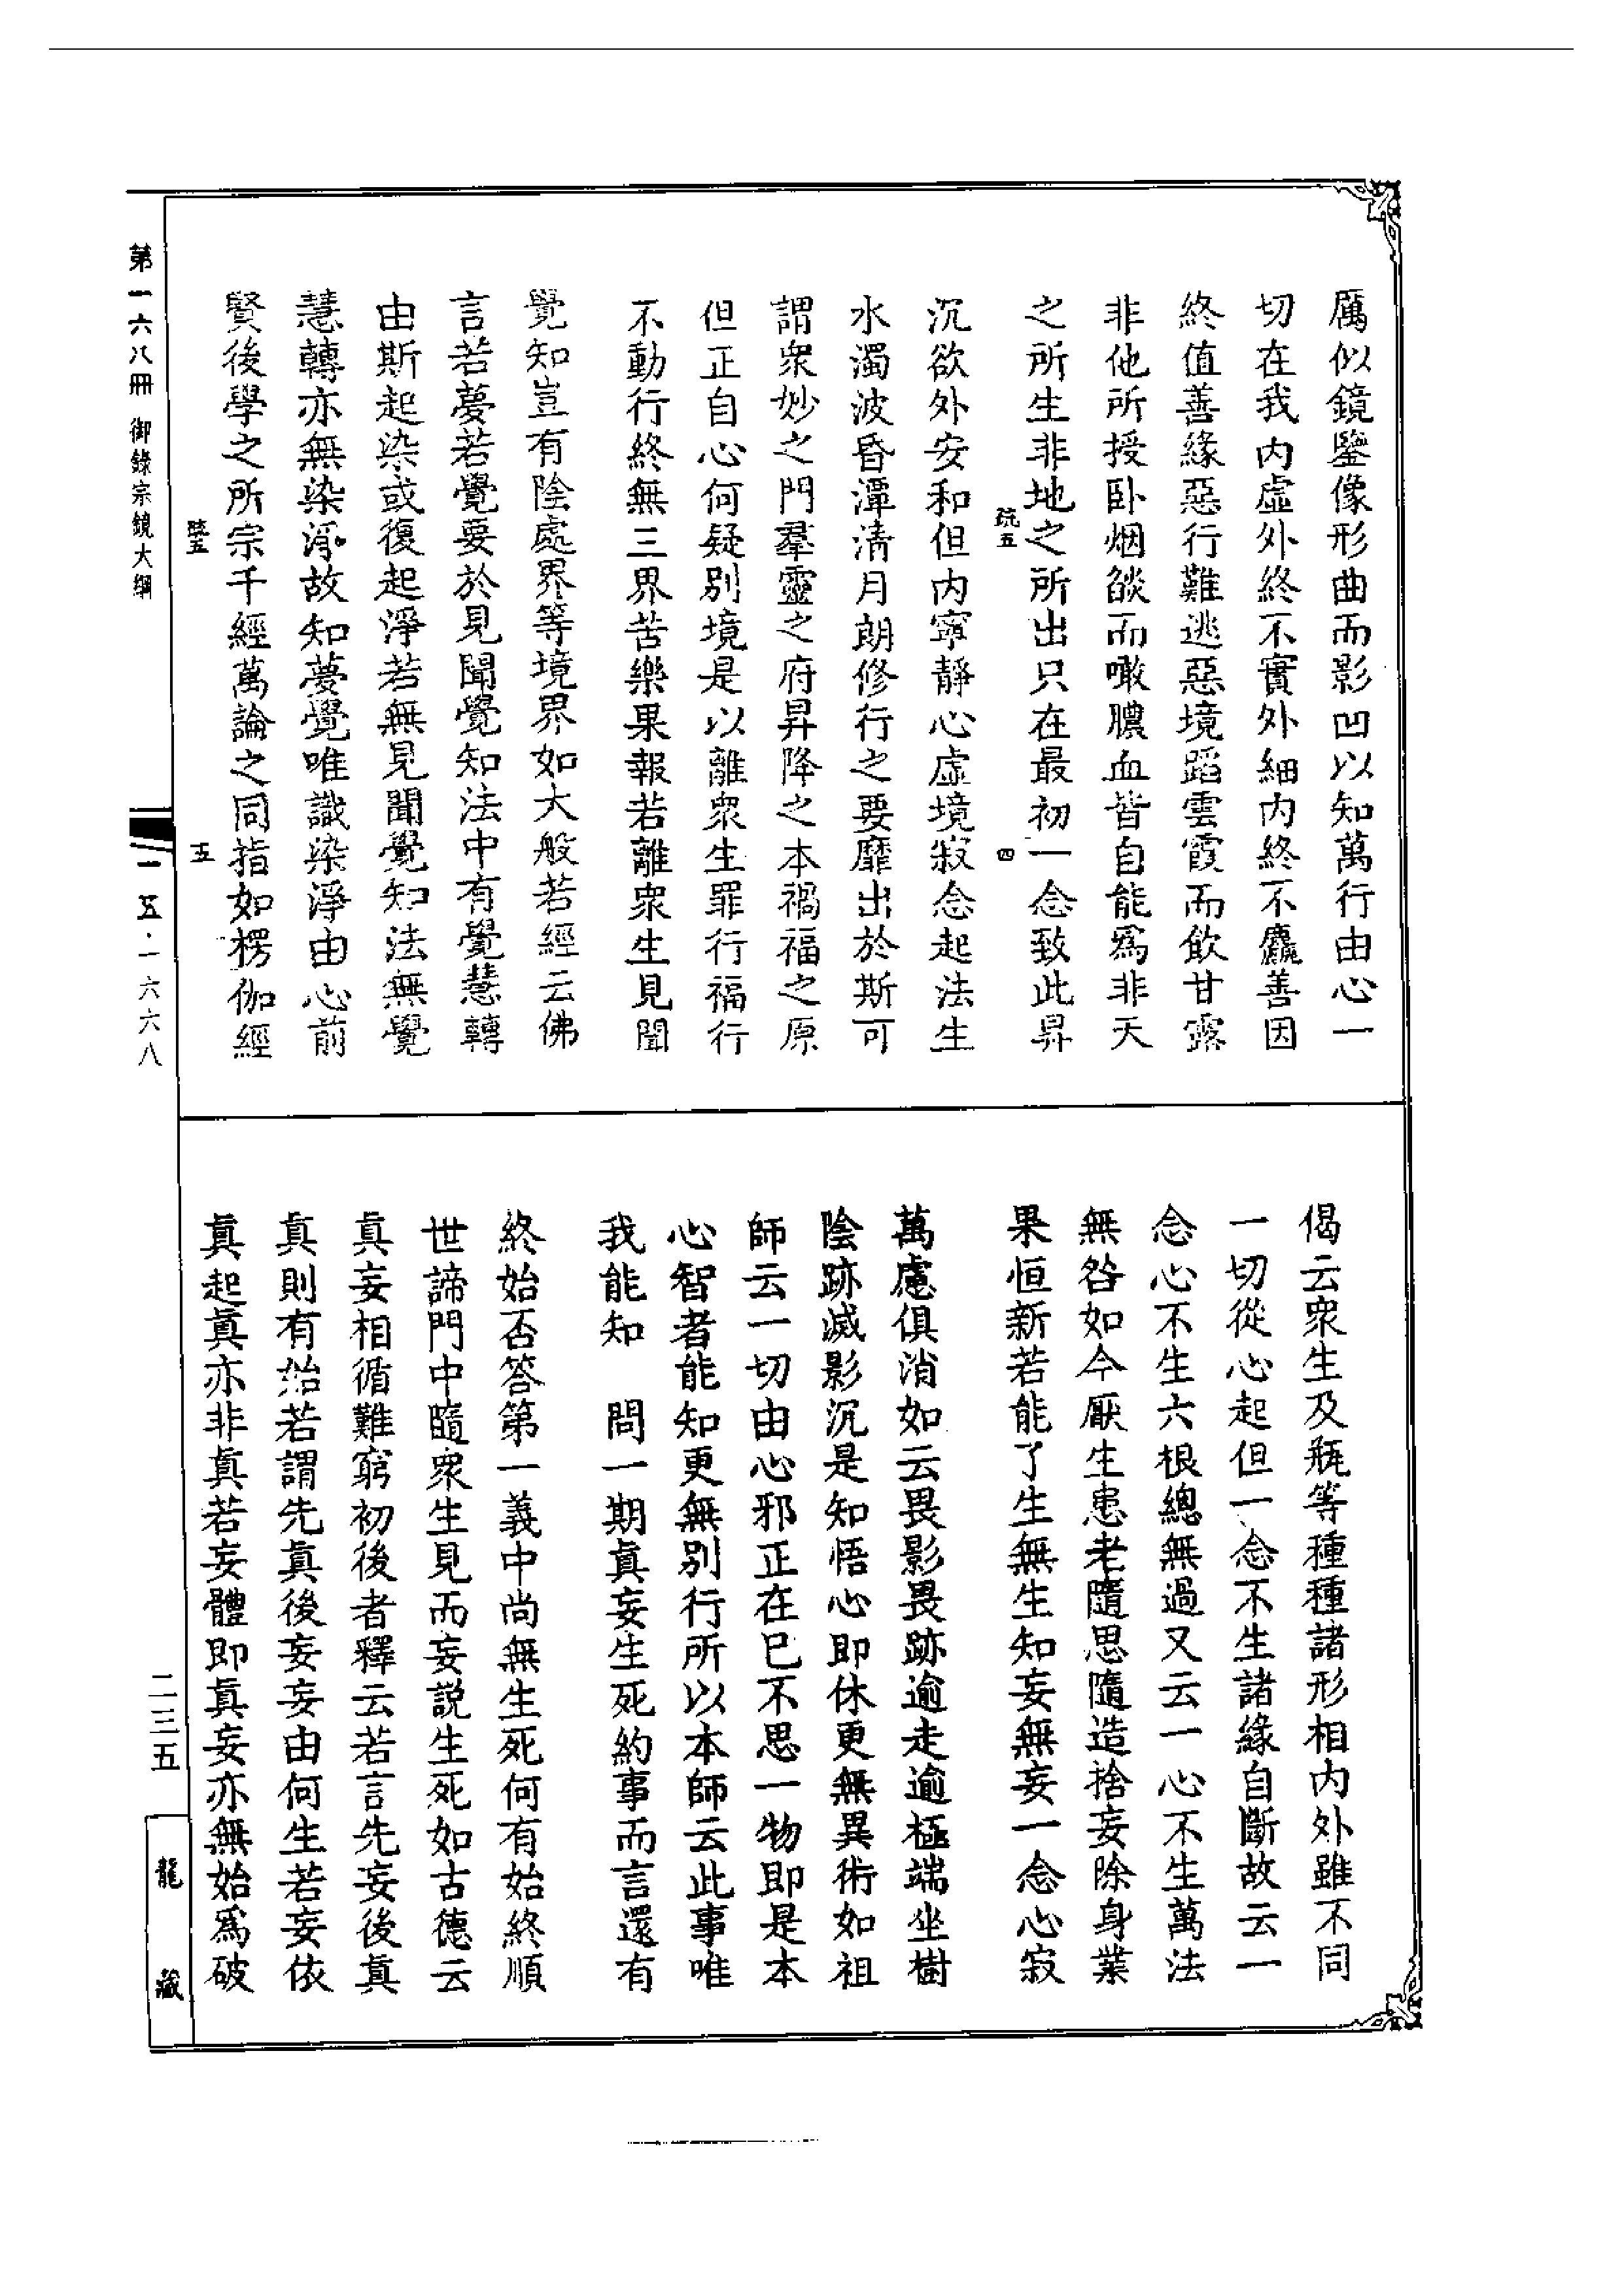 厲似鏡鑒像形曲而影凹以知萬行由心一
切在我內虛外終不實外細內終不麤善因
終值善緣惡行難逃惡境蹈雲霞而飲甘露
非他所授臥烟燄而噉膿血皆自能爲非天
之所生非地之所出只在最初一念致此昇
疏五 四
沉欲外安和但內寧靜心虛境寂念起法生
水濁波昏潭淸月朗修行之要靡出於斯可
謂衆妙之門羣靈之府昇降之本禍福之原
但正自心何疑別境是以離衆生罪行福行
不動行終無三界苦樂果報若離衆生見聞
覺知豈有陰處界等境界如大般若經云佛
言若夢若覺要於見聞覺知法中有覺慧轉
由斯起染或復起淨若無見聞覺知法無覺
慧轉亦無染淨故知夢覺唯識染淨由心前
賢後學之所宗千經萬論之同指如楞伽經
五
偈云衆生及瓶等種種諸形相內外雖不同
一切從心起但一念不生諸緣自斷故云一
念心不生六根總無過又云一心不生萬法
無咎如今厭生患老隨思隨造捨妄除身業
果恒新若能了生無生知妄無妄一念心寂
萬慮俱消如云畏影畏跡逾走逾極端坐樹
陰跡滅影沉是知悟心即休更無異術如祖
師云一切由心邪正在已不思一物即是本
心智者能知更無別行所以本師云此事唯
我能知　問一期眞妄生死約事而言還有
終始否答第一義中尚無生死何有始終順
世諦門中隨衆生見而妄説生死如古德云
眞妄相循難窮初後者釋云若言先妄後眞
眞則有始若謂先眞後妄妄由何生若妄依
眞起眞亦非眞若妄體即眞妄亦無始爲破
第一六八冊 御錄宗鏡大綱
一五·一六六八
二三五
龍藏